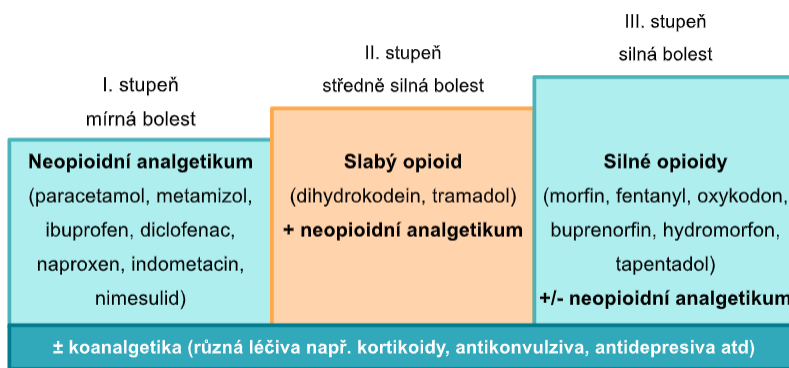 I. stupeň
mírná bolest
Neopioidní analgetikum
(paracetamol, metamizol,
ibuprofen, diclofenac,
naproxen, indometacin,
nimesulid)
II. stupeň
středně silná bolest
Slabý opioid
(dihydrokodein, tramadol)
+ neopioidní analgetikum
III. stupeň
silná bolest
Silné opioidy
(morfin, fentanyl, oxykodon,
buprenorfin, hydromorfon,
tapentadol)
+/- neopioidní analgetikum
± koanalgetika (různá léčiva např. kortikoidy, antikonvulziva, antidepresiva atd)